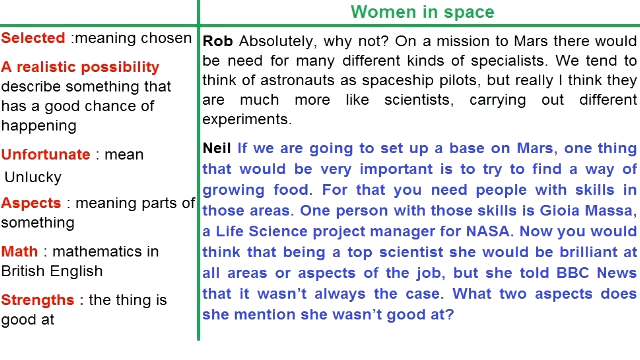 Women in space
Selected :meaning chosen
A realistic possibility
describe something that
has a good chance of
happening
Unfortunate : mean
Unlucky
Aspects : meaning parts of
something
Math : mathematics in
British English
Strengths : the thing is
good at
Rob Absolutely, why not? On a mission to Mars there would
be need for many different kinds of specialists. We tend to
think of astronauts as spaceship pilots, but really I think they
are much more like scientists, carrying out different
experiments.
Neil If we are going to set up a base on Mars, one thing
that would be very important is to try to find a way of
growing food. For that you need people with skills in
those areas. One person with those skills is Gioia Massa,
a Life Science project manager for NASA. Now you would
think that being a top scientist she would be brilliant at
all areas or aspects of the job, but she told BBC News
that it wasn't always the case. What two aspects does
she mention she wasn't good at?